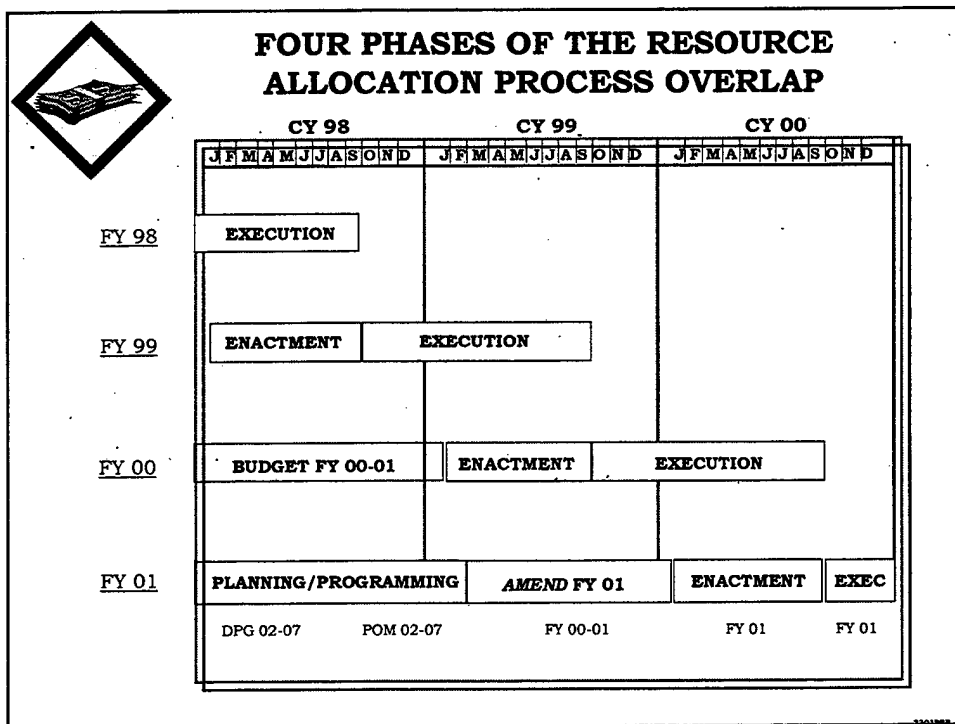 FOUR PHASES OF THE RESOURCE
ALLOCATION PROCESS OVERLAP
CY 98 CY 99 CY 00
J F M A M J J A S O N D J F M A M J J A S O N D J F M A M J J A S O N D
FY 98 EXECUTION
FY 99 ENACTMENT EXECUTION
FY 00 BUDGET FY 00-01 ENACTMENT EXECUTION
FY 01 PLANNING/PROGRAMMING AMEND FY 01 ENACTMENT EXEC
DPG 02-07 POM 02-07 FY 00-01 FY 01 FY 01